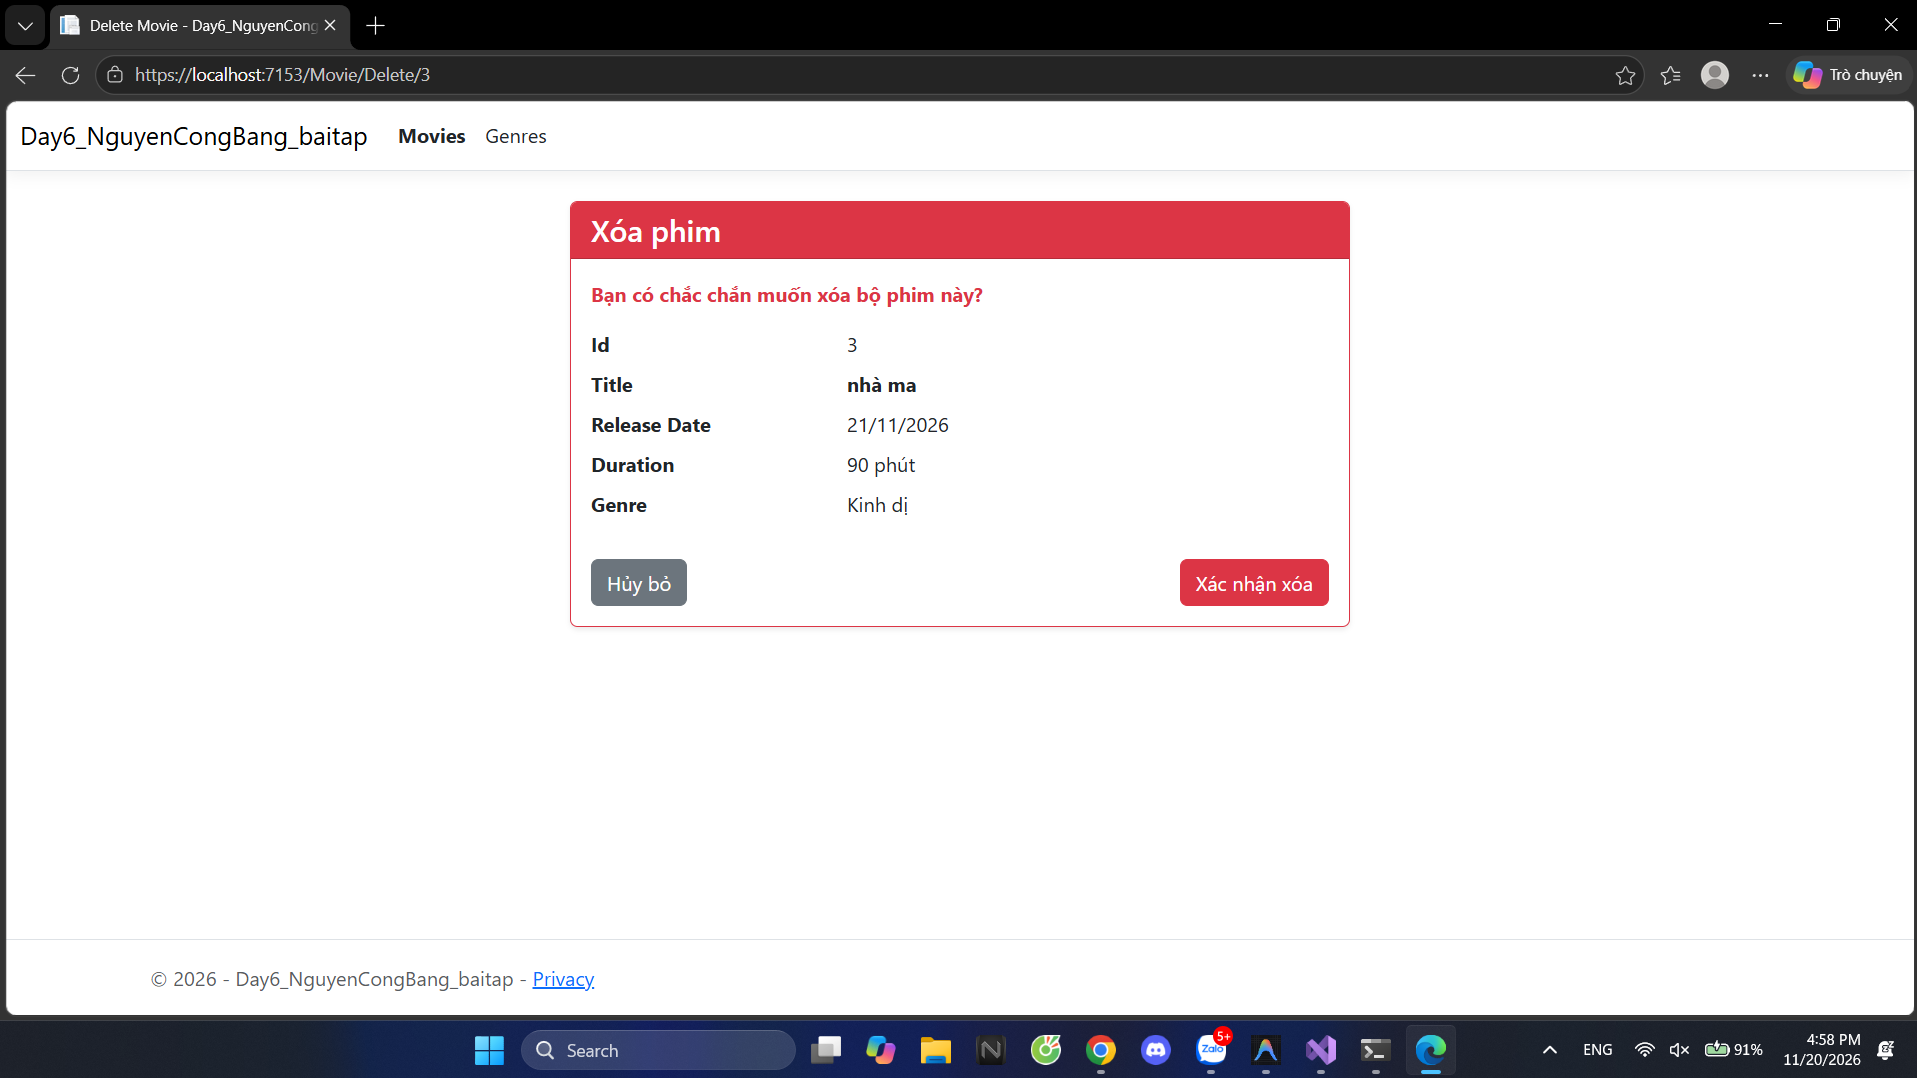 Delete Movie - Day6_NguyenCong
https://localhost:7153/Movie/Delete/3
Trò chuyện
Day6_NguyenCongBang_baitap Movies Genres
Xóa phim
Bạn có chắc chắn muốn xóa bộ phim này?
Id 3
Title nhà ma
Release Date 21/11/2026
Duration 90 phút
Genre Kinh dị
Hủy bỏ Xác nhận xóa
© 2026 - Day6_NguyenCongBang_baitap - Privacy
Search
Zalo 5+
ENG
91%
4:58 PM
11/20/2026